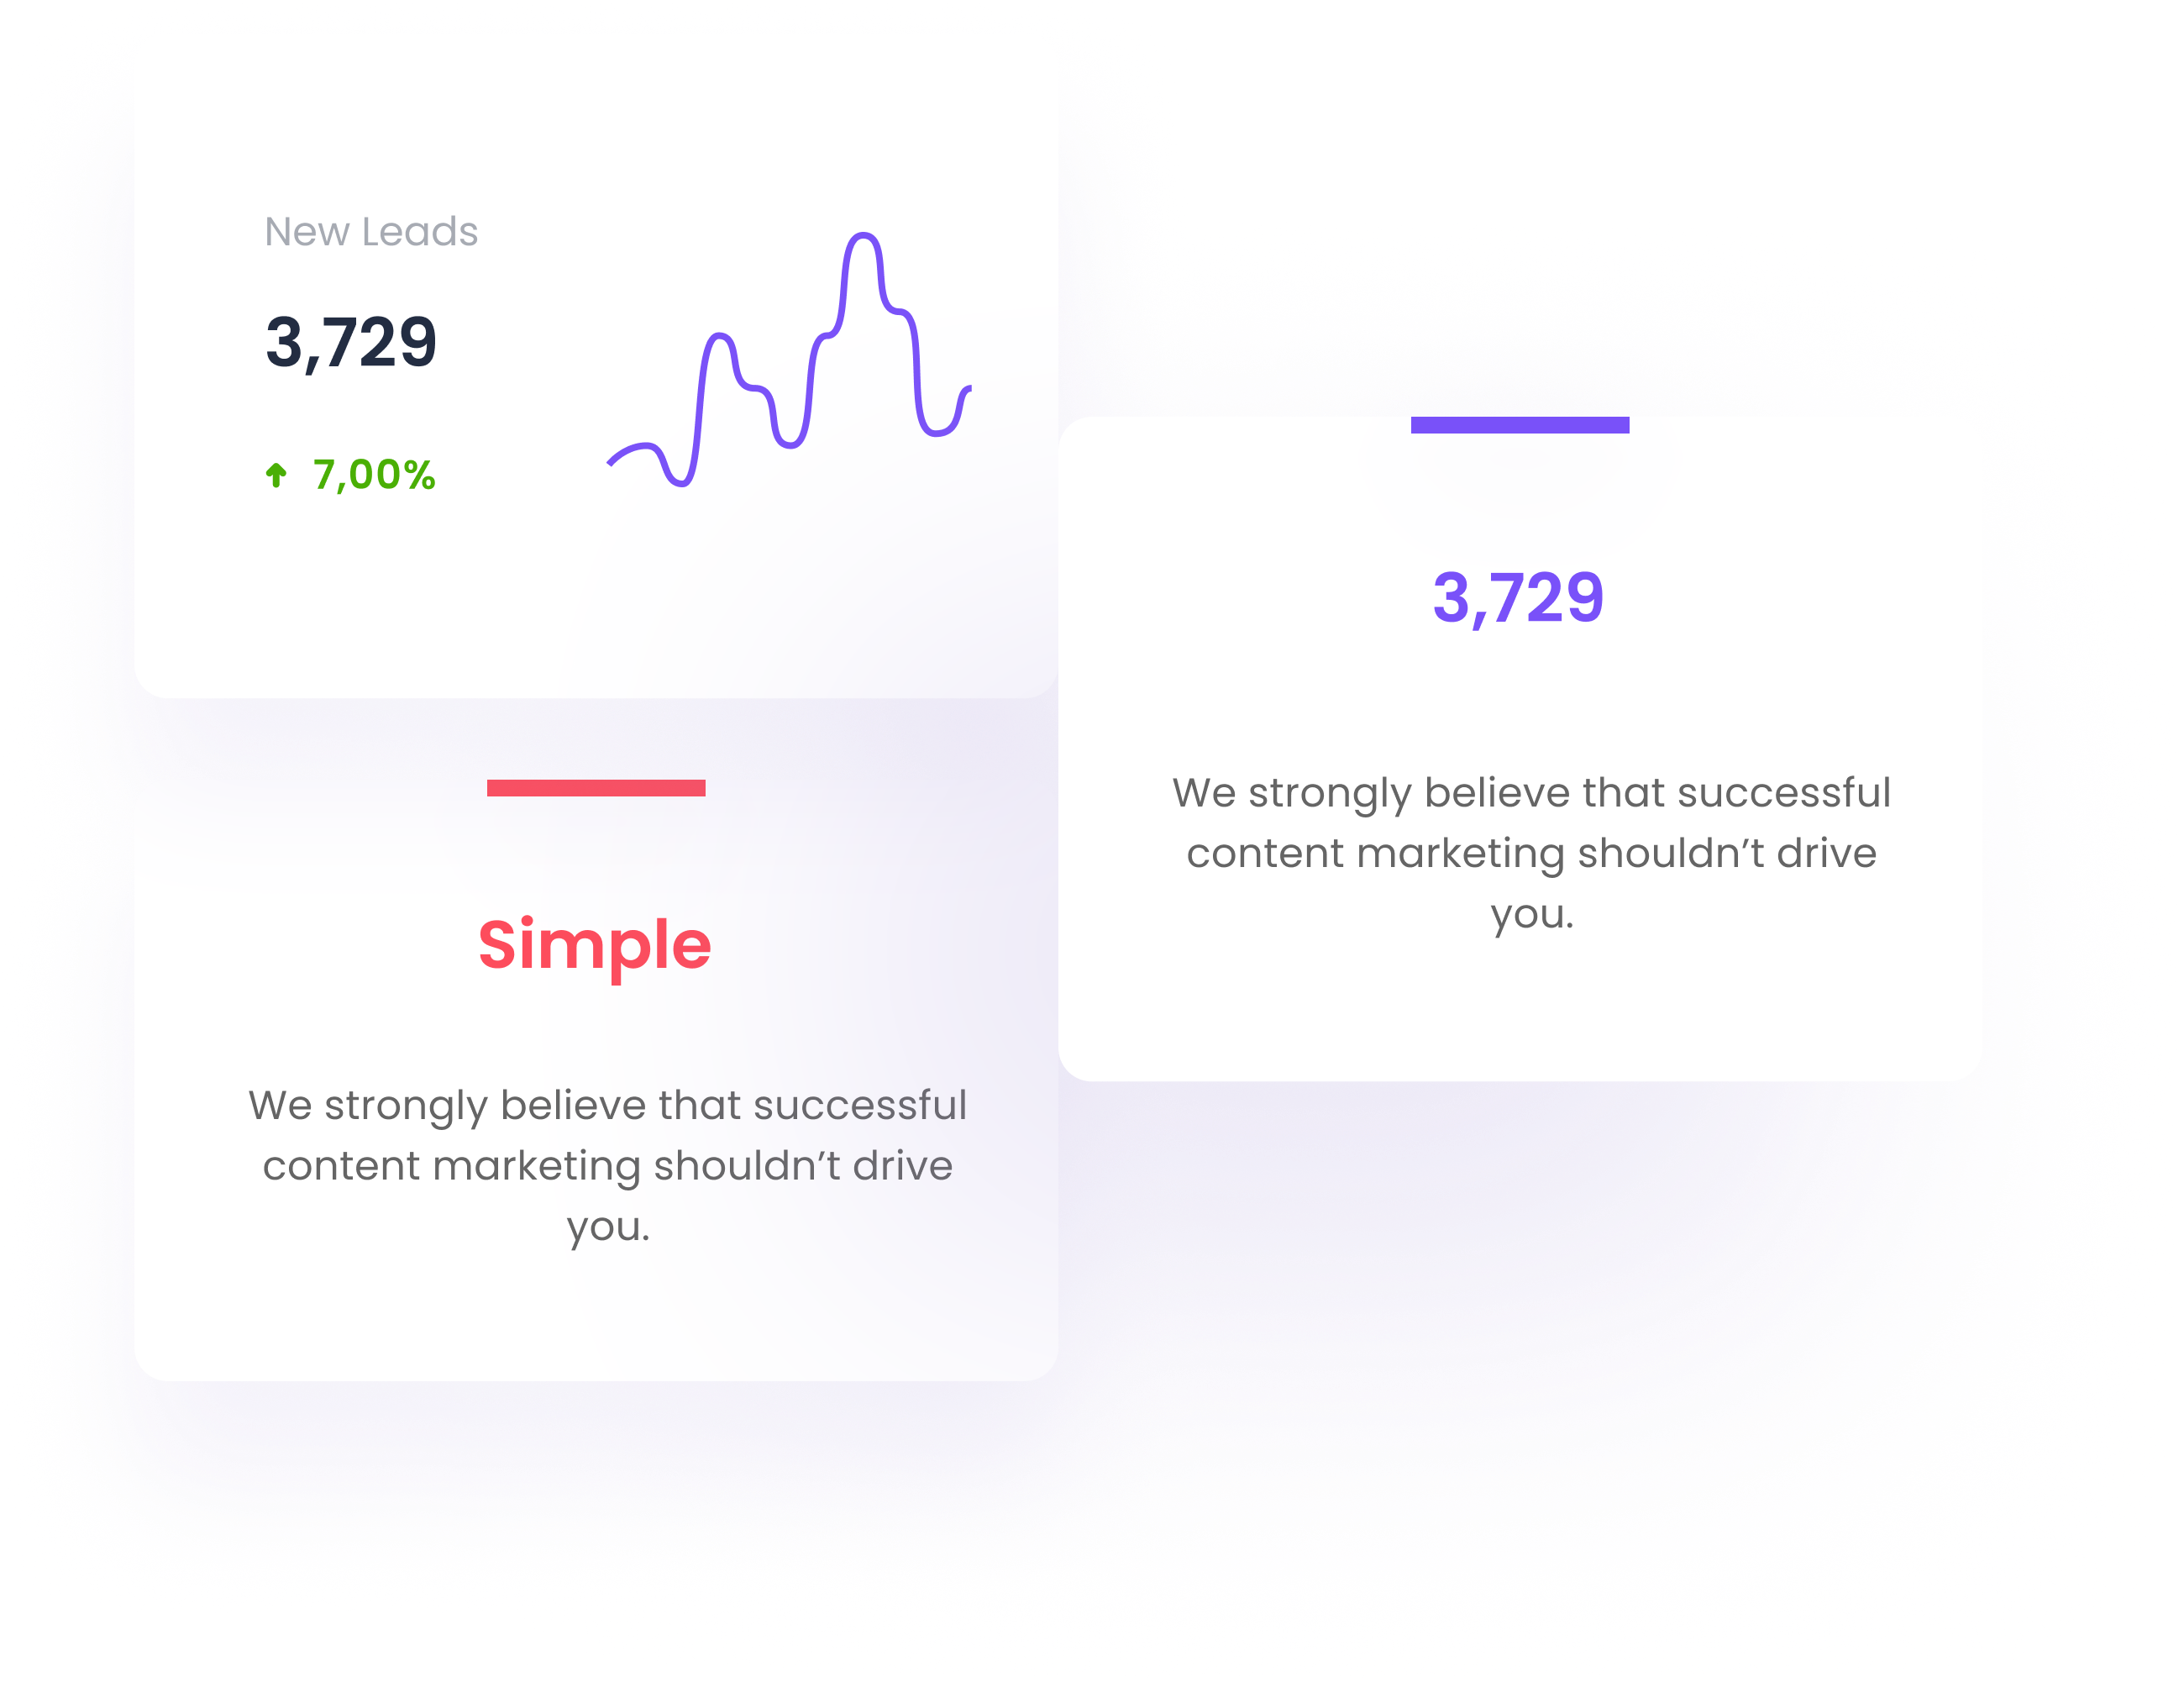 New Leads
3,729
7,00%
Simple
We strongly believe that successful
content marketing shouldn’t drive
you.
3,729
We strongly believe that successful
content marketing shouldn’t drive
you.